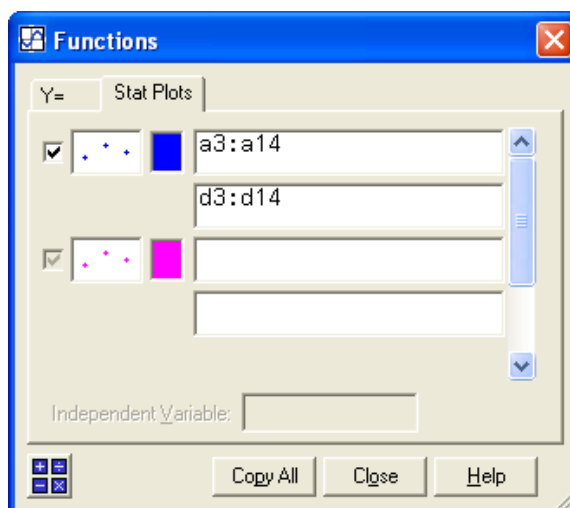 Functions
Y= Stat Plots
a3:a14
d3:d14
Independent Variable:
Copy All Close Help